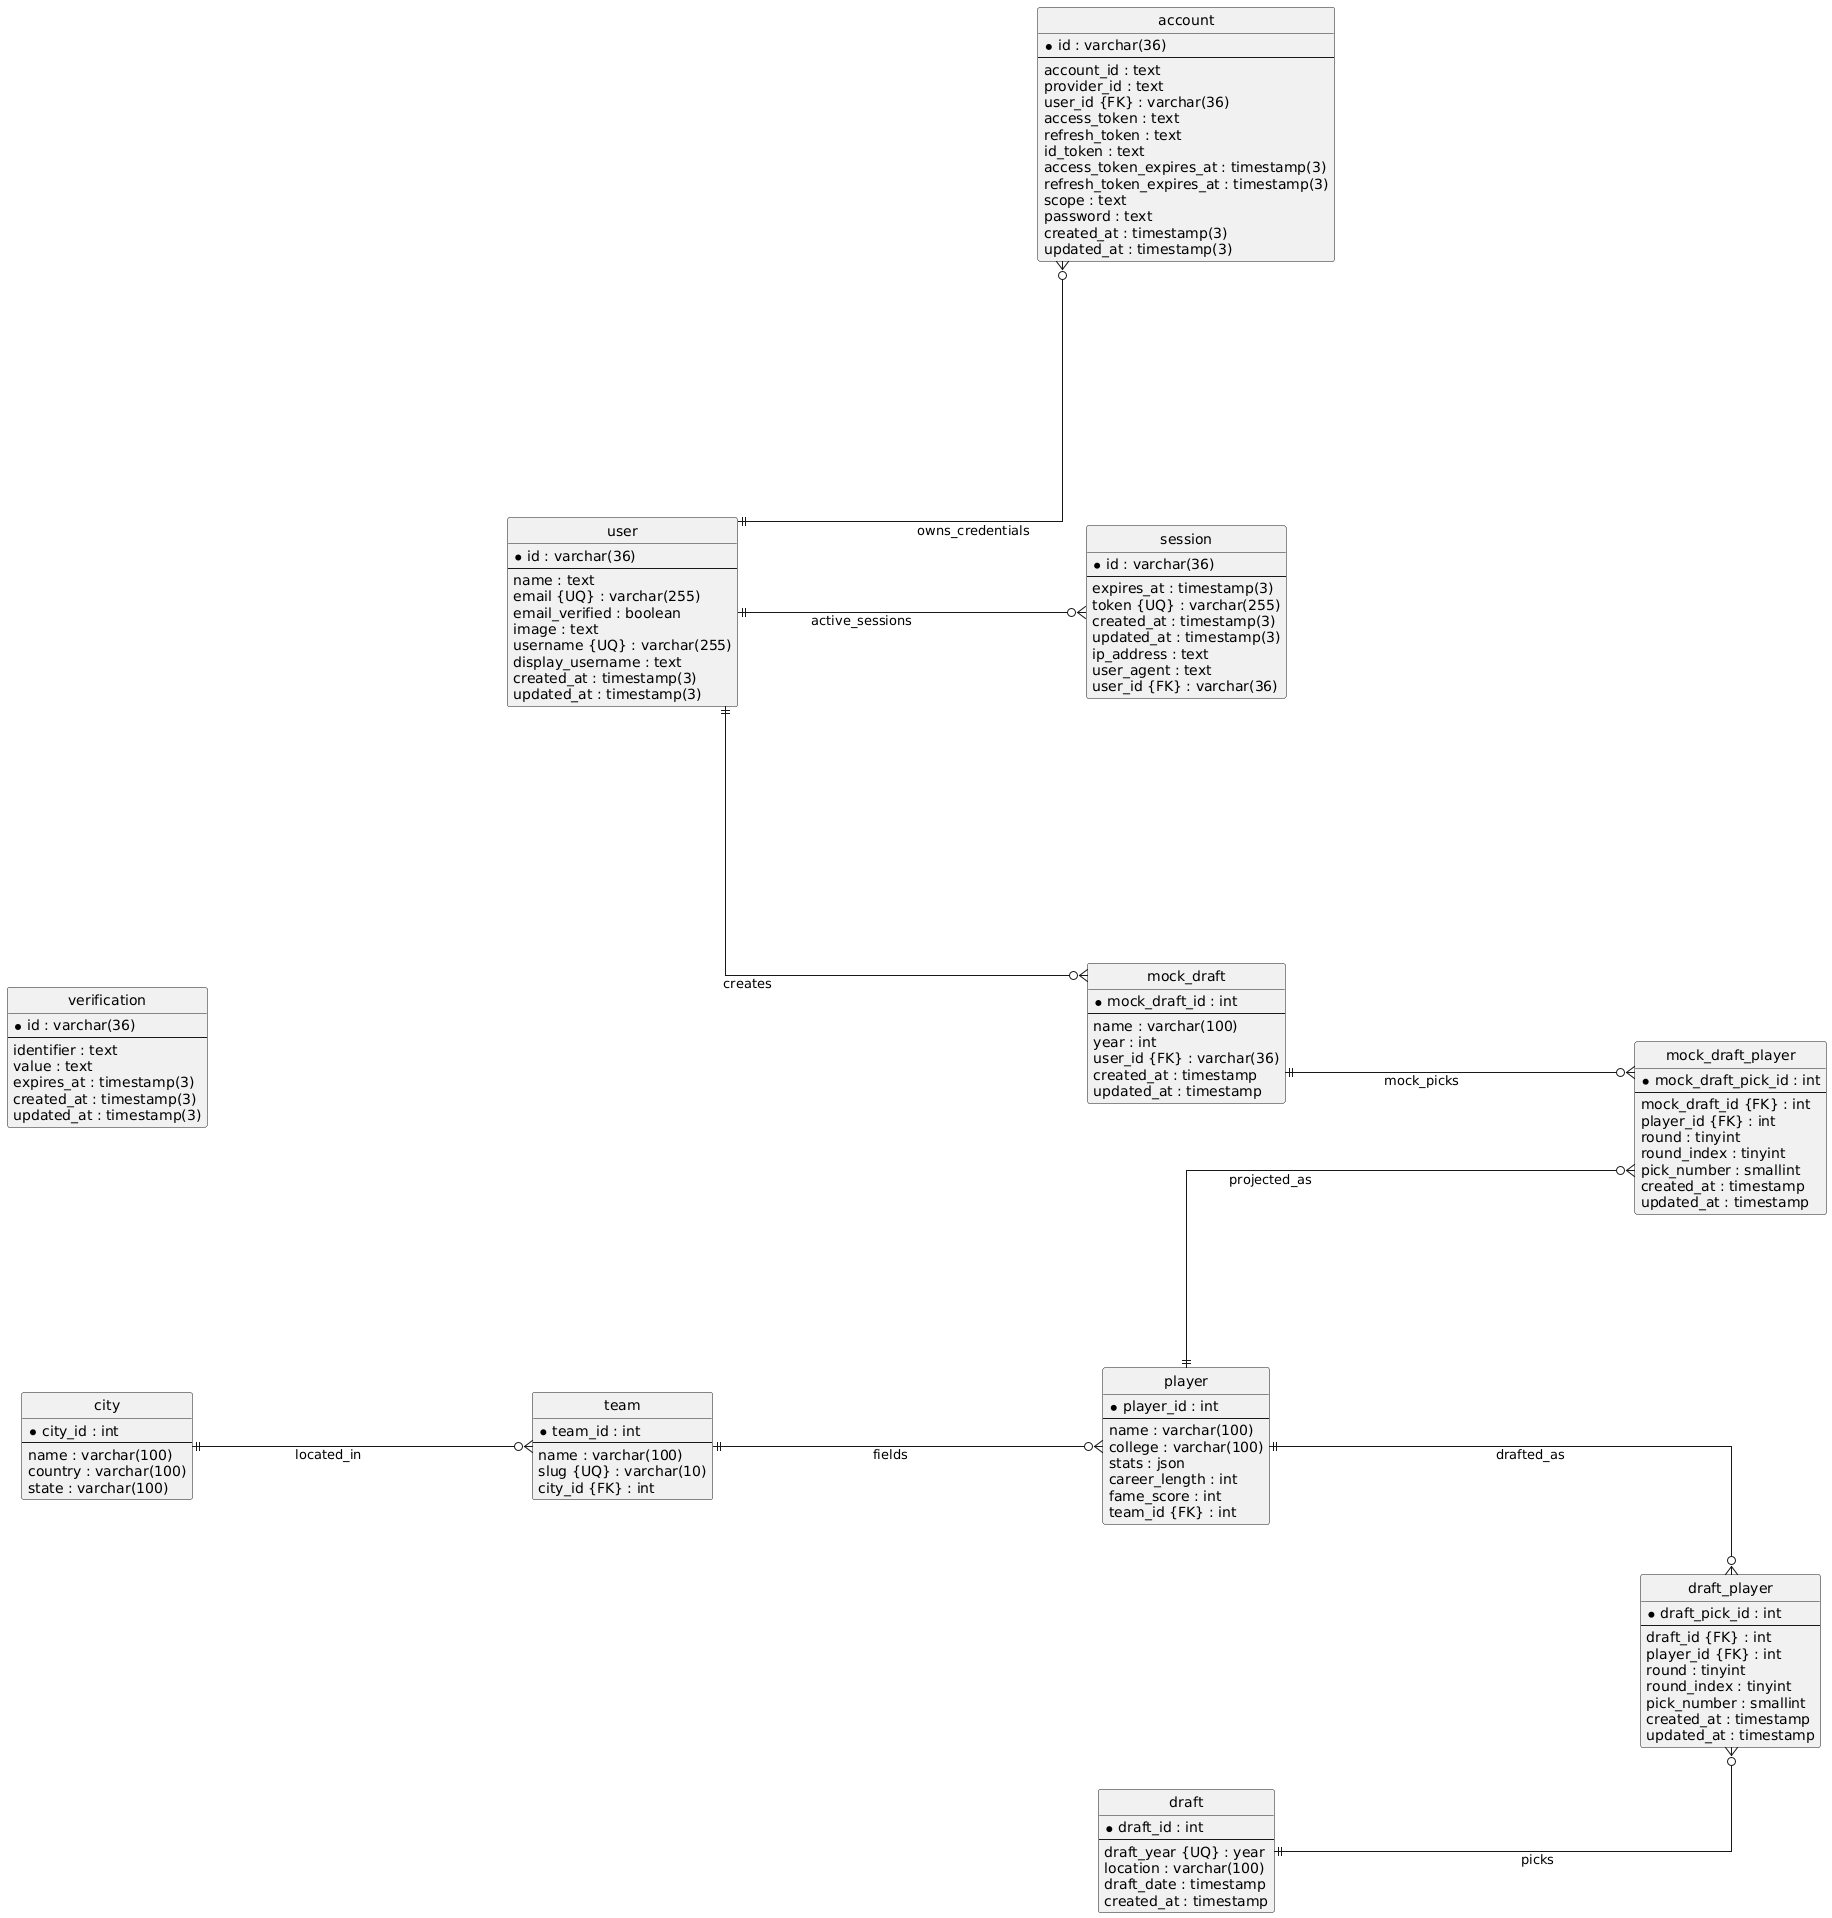 account
id : varchar(36)
account_id : text
provider_id : text
user_id {FK} : varchar(36)
access_token : text
refresh_token : text
id_token : text
access_token_expires_at : timestamp(3)
refresh_token_expires_at : timestamp(3)
scope : text
password : text
created_at : timestamp(3)
updated_at : timestamp(3)
owns_credentials
user
id : varchar(36)
name : text
email {UQ} : varchar(255)
email_verified : boolean
image : text
username {UQ} : varchar(255)
display_username : text
created_at : timestamp(3)
updated_at : timestamp(3)
active_sessions
session
id : varchar(36)
expires_at : timestamp(3)
token {UQ} : varchar(255)
created_at : timestamp(3)
updated_at : timestamp(3)
ip_address : text
user_agent : text
user_id {FK} : varchar(36)
creates
mock_draft
mock_draft_id : int
name : varchar(100)
year : int
user_id {FK} : varchar(36)
created_at : timestamp
updated_at : timestamp
verification
id : varchar(36)
identifier : text
value : text
expires_at : timestamp(3)
created_at : timestamp(3)
updated_at : timestamp(3)
mock_picks
mock_draft_player
mock_draft_pick_id : int
mock_draft_id {FK} : int
player_id {FK} : int
round : tinyint
round_index : tinyint
pick_number : smallint
created_at : timestamp
updated_at : timestamp
projected_as
city
city_id : int
name : varchar(100)
country : varchar(100)
state : varchar(100)
located_in
team
team_id : int
name : varchar(100)
slug {UQ} : varchar(10)
city_id {FK} : int
fields
player
player_id : int
name : varchar(100)
college : varchar(100)
stats : json
career_length : int
fame_score : int
team_id {FK} : int
drafted_as
draft_player
draft_pick_id : int
draft_id {FK} : int
player_id {FK} : int
round : tinyint
round_index : tinyint
pick_number : smallint
created_at : timestamp
updated_at : timestamp
draft
draft_id : int
draft_year {UQ} : year
location : varchar(100)
draft_date : timestamp
created_at : timestamp
picks